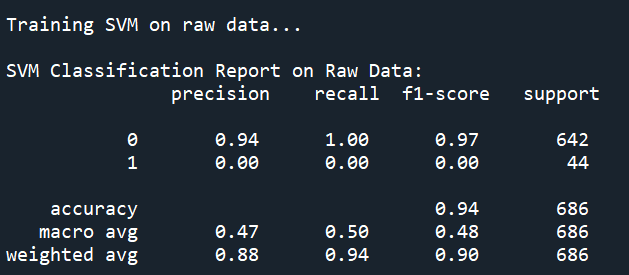 Training SVM on raw data...
SVM Classification Report on Raw Data:
precision recall f1-score support
0 0.94 1.00 0.97 642
1 0.00 0.00 0.00 44
accuracy 0.94 686
macro avg 0.47 0.50 0.48 686
weighted avg 0.88 0.94 0.90 686